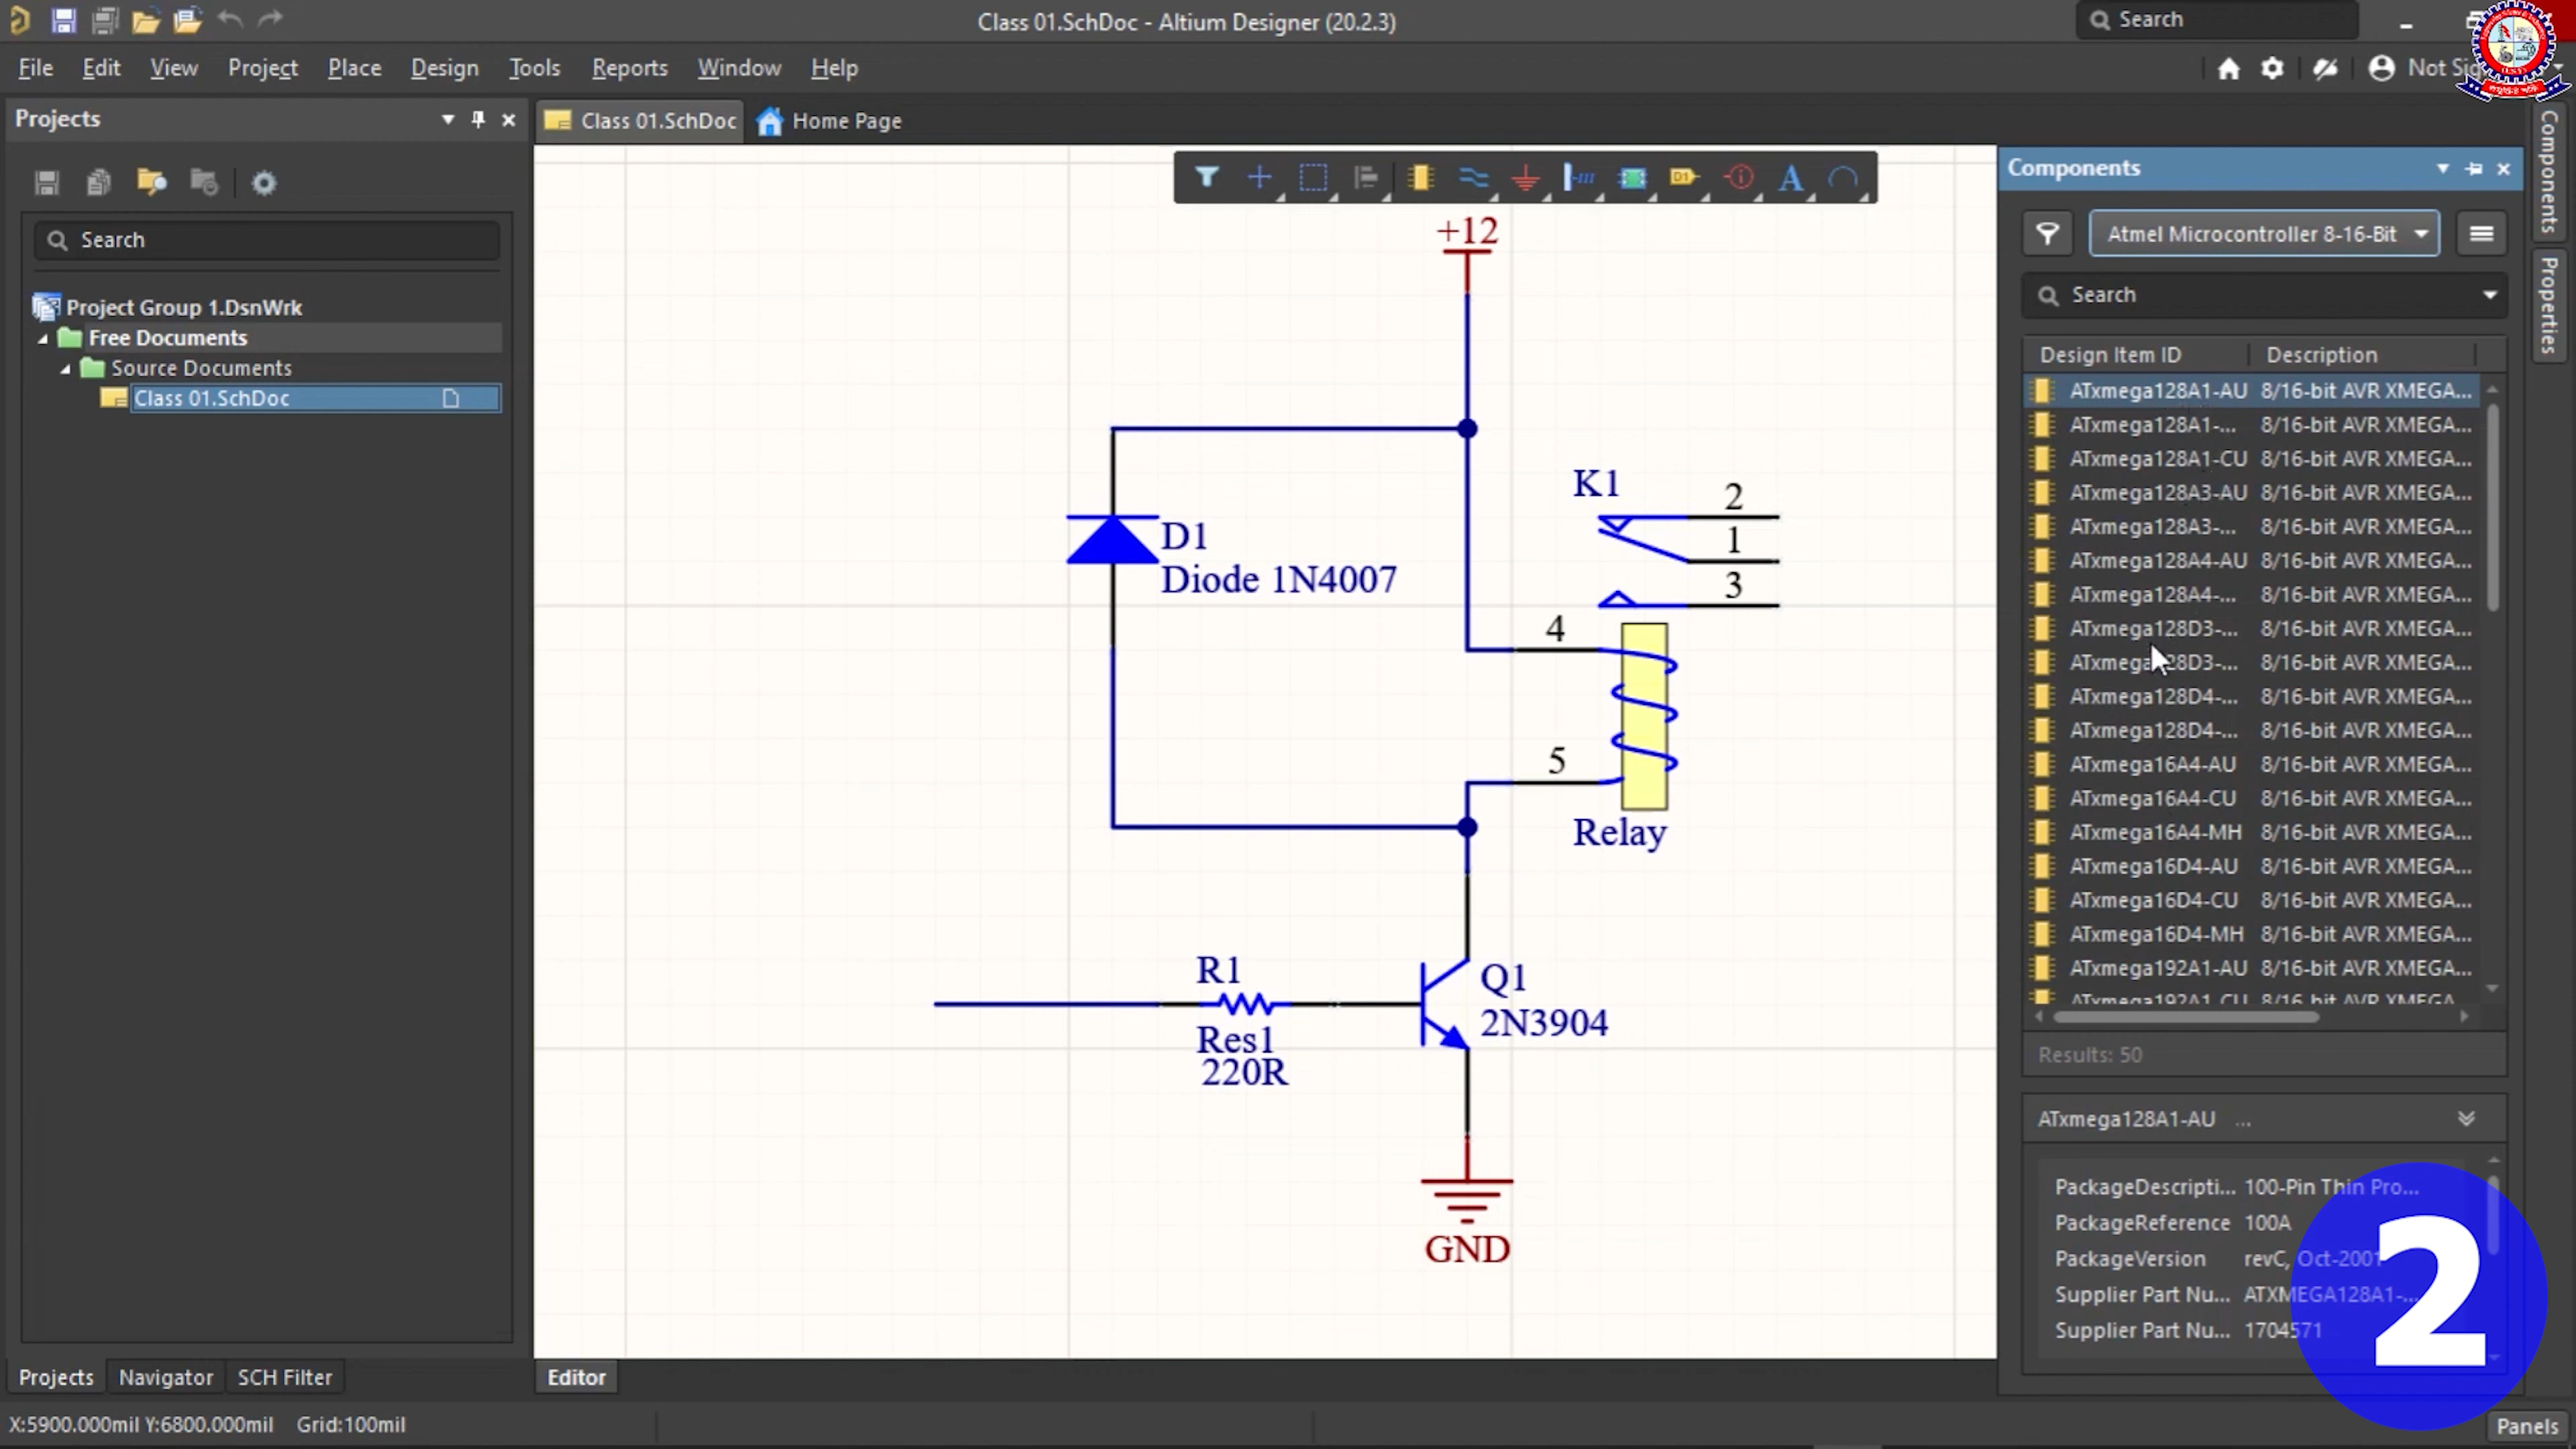 Class 01.SchDoc - Altium Designer (20.2.3)
Search
File Edit View Project Place Design Tools Reports Window Help
Not Sig
Projects
Class 01.SchDoc
Home Page
Components
Properties
Search
Project Group 1.DsnWrk
Free Documents
Source Documents
Class 01.SchDoc
+12
D1
Diode 1N4007
K1
2
1
3
4
5
Relay
R1
Res1
220R
Q1
2N3904
GND
Components
Atmel Microcontroller 8-16-Bit
Search
Design Item ID Description
ATxmega128A1-AU 8/16-bit AVR XMEGA...
ATxmega128A1-... 8/16-bit AVR XMEGA...
ATxmega128A1-CU 8/16-bit AVR XMEGA...
ATxmega128A3-AU 8/16-bit AVR XMEGA...
ATxmega128A3-... 8/16-bit AVR XMEGA...
ATxmega128A4-AU 8/16-bit AVR XMEGA...
ATxmega128A4-... 8/16-bit AVR XMEGA...
ATxmega128D3-... 8/16-bit AVR XMEGA...
ATxmega128D3-... 8/16-bit AVR XMEGA...
ATxmega128D4-... 8/16-bit AVR XMEGA...
ATxmega128D4-... 8/16-bit AVR XMEGA...
ATxmega16A4-AU 8/16-bit AVR XMEGA...
ATxmega16A4-CU 8/16-bit AVR XMEGA...
ATxmega16A4-MH 8/16-bit AVR XMEGA...
ATxmega16D4-AU 8/16-bit AVR XMEGA...
ATxmega16D4-CU 8/16-bit AVR XMEGA...
ATxmega16D4-MH 8/16-bit AVR XMEGA...
ATxmega192A1-AU 8/16-bit AVR XMEGA...
ATxmega192A1-CU 8/16-bit AVR XMEGA
Results: 50
ATxmega128A1-AU ...
PackageDescripti... 100-Pin Thin Pro...
PackageReference 100A
PackageVersion revC, Oct-2001
Supplier Part Nu... ATXMEGA128A1-...
Supplier Part Nu... 1704571
2
Projects Navigator SCH Filter
Editor
X:5900.000mil Y:6800.000mil Grid:100mil
Panels